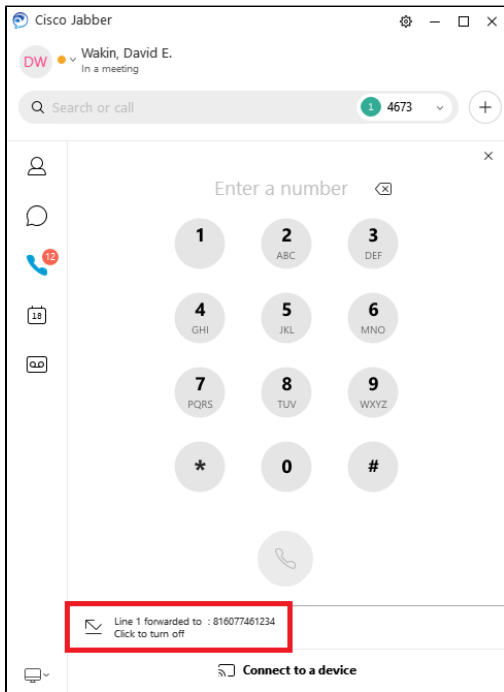 Cisco Jabber
DW
Wakin, David E.
In a meeting
Search or call
1 4673
Enter a number
1
2
3
ABC
DEF
12
4
5
6
GHI
JKL
MNO
18
7
8
9
PQRS
TUV
WXYZ
*
0
#
Line 1 forwarded to : 816077461234
Click to turn off
Connect to a device